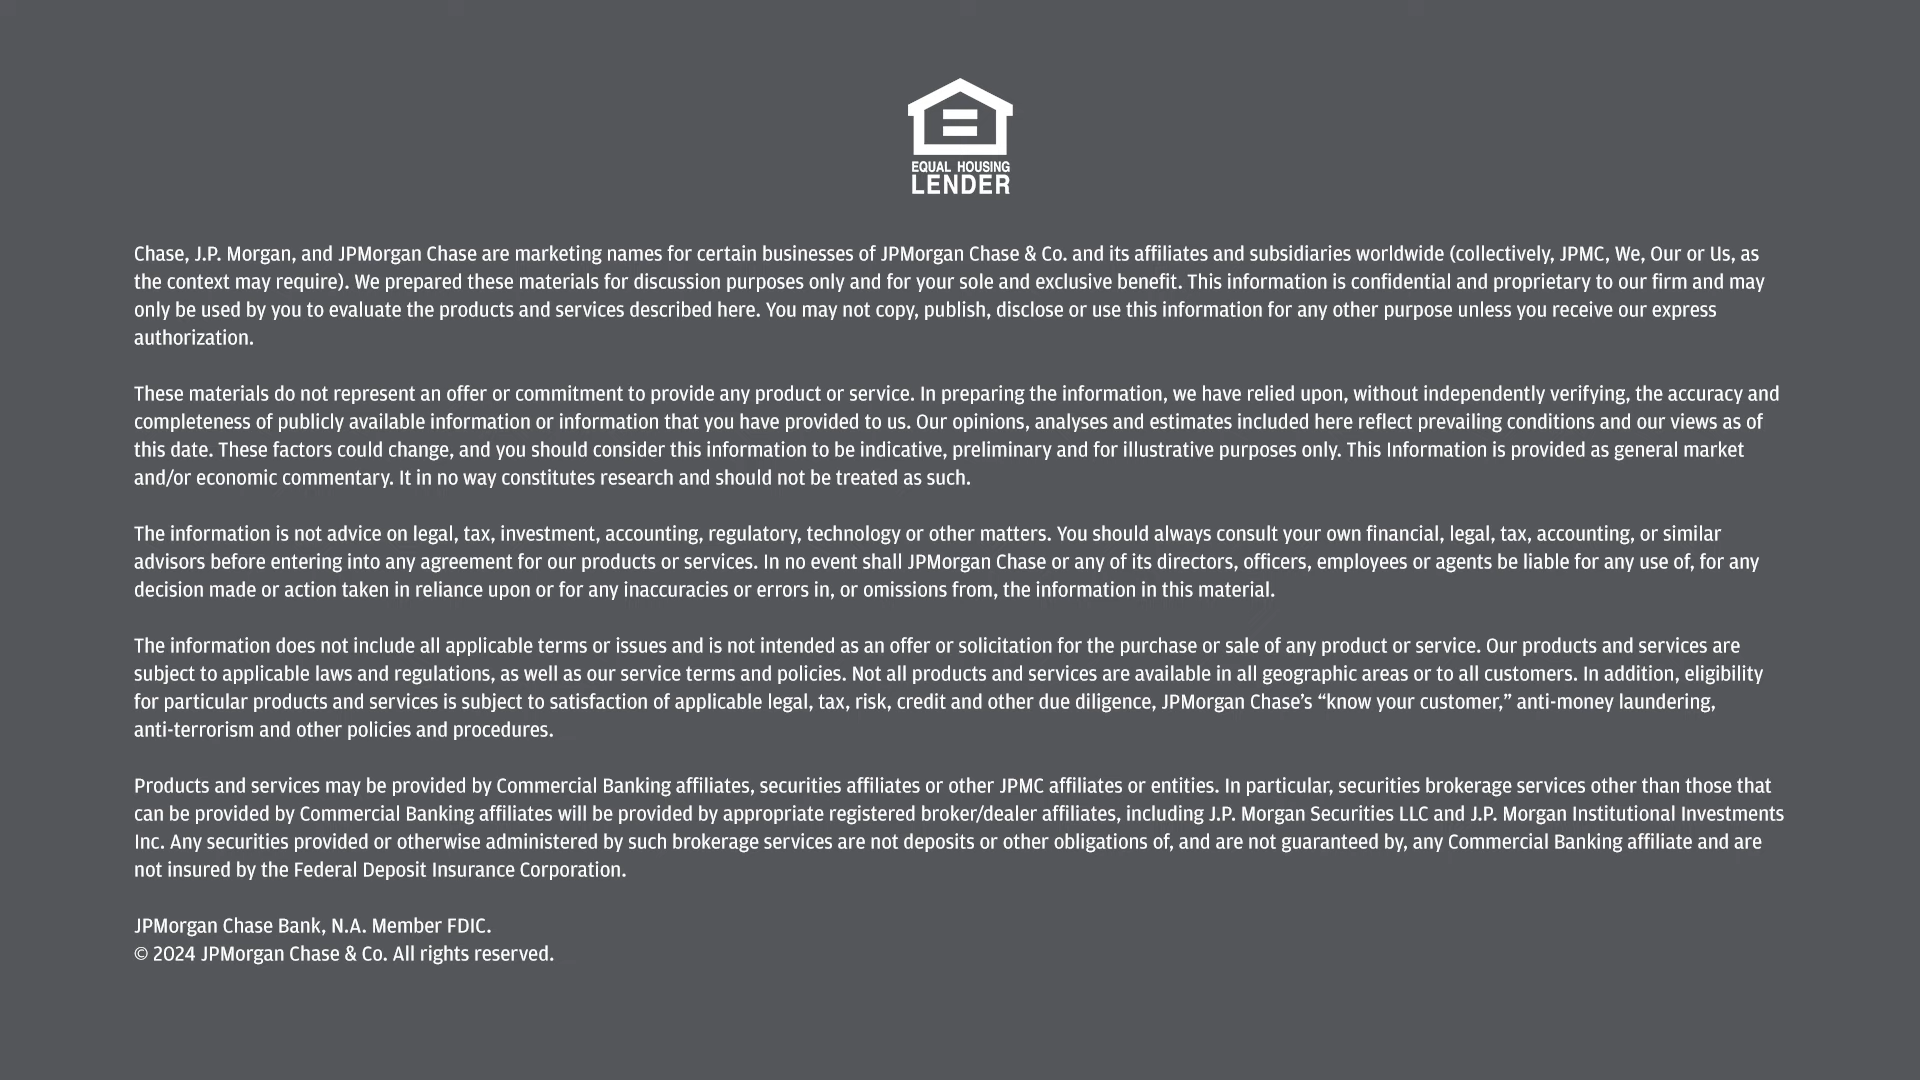 EQUAL HOUSING
LENDER
Chase, J.P. Morgan, and JPMorgan Chase are marketing names for certain businesses of JPMorgan Chase & Co. and its affiliates and subsidiaries worldwide (collectively, JPMC, We, Our or Us, as
the context may require). We prepared these materials for discussion purposes only and for your sole and exclusive benefit. This information is confidential and proprietary to our firm and may
only be used by you to evaluate the products and services described here. You may not copy, publish, disclose or use this information for any other purpose unless you receive our express
authorization.
These materials do not represent an offer or commitment to provide any product or service. In preparing the information, we have relied upon, without independently verifying, the accuracy and
completeness of publicly available information or information that you have provided to us. Our opinions, analyses and estimates included here reflect prevailing conditions and our views as of
this date. These factors could change, and you should consider this information to be indicative, preliminary and for illustrative purposes only. This Information is provided as general market
and/or economic commentary. It in no way constitutes research and should not be treated as such.
The information is not advice on legal, tax, investment, accounting, regulatory, technology or other matters. You should always consult your own financial, legal, tax, accounting, or similar
advisors before entering into any agreement for our products or services. In no event shall JPMorgan Chase or any of its directors, officers, employees or agents be liable for any use of, for any
decision made or action taken in reliance upon or for any inaccuracies or errors in, or omissions from, the information in this material.
The information does not include all applicable terms or issues and is not intended as an offer or solicitation for the purchase or sale of any product or service. Our products and services are
subject to applicable laws and regulations, as well as our service terms and policies. Not all products and services are available in all geographic areas or to all customers. In addition, eligibility
for particular products and services is subject to satisfaction of applicable legal, tax, risk, credit and other due diligence, JPMorgan Chase’s “know your customer,” anti-money laundering,
anti-terrorism and other policies and procedures.
Products and services may be provided by Commercial Banking affiliates, securities affiliates or other JPMC affiliates or entities. In particular, securities brokerage services other than those that
can be provided by Commercial Banking affiliates will be provided by appropriate registered broker/dealer affiliates, including J.P. Morgan Securities LLC and J.P. Morgan Institutional Investments
Inc. Any securities provided or otherwise administered by such brokerage services are not deposits or other obligations of, and are not guaranteed by, any Commercial Banking affiliate and are
not insured by the Federal Deposit Insurance Corporation.
JPMorgan Chase Bank, N.A. Member FDIC.
© 2024 JPMorgan Chase & Co. All rights reserved.